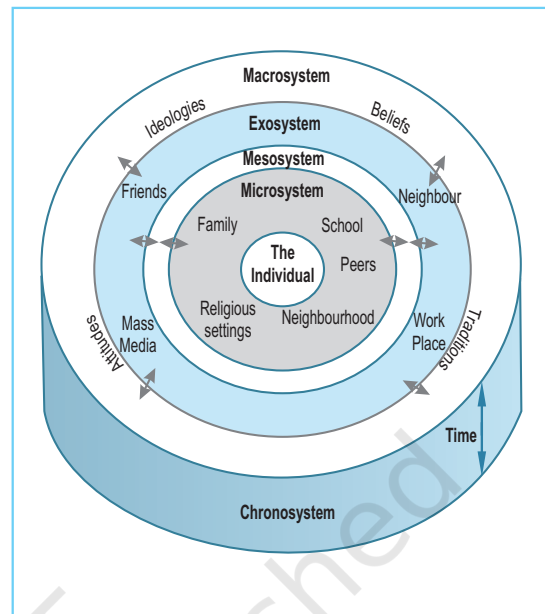 Macrosystem
Ideologies
Beliefs
Exosystem
Mesosystem
Friends
Microsystem
Neighbour
Family
School
The
Individual
Peers
Religious
settings
Neighbourhood
Mass
Media
Work
Place
Attitudes
Traditions
Time
Chronosystem
shed